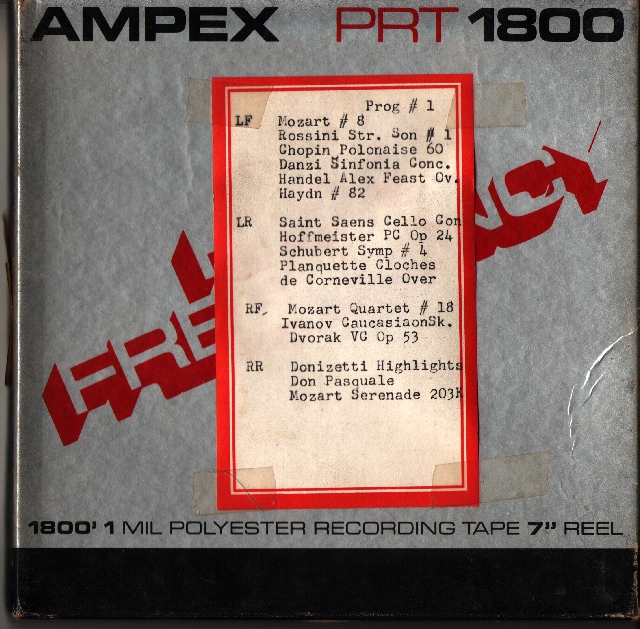 AMPEX PRT 1800
Prog # 1
LF Mozart # 8
Rossini Str. Son # 1
Chopin Polonaise 60
Danzi Sinfonia Conc.
Handel Alex Feast Ov.
Haydn # 82
LR Saint Saens Cello Con
Hoffmeister PC Op 24
Schubert Symp # 4
Planquette Cloches
de Corneville Over
RF, Mozart Quartet # 18
Ivanov CaucasiaonSk.
Dvorak VC Op 53
RR Donizetti Highlights
Don Pasquale
Mozart Serenade 203K
1800' 1 MIL POLYESTER RECORDING TAPE 7" REEL